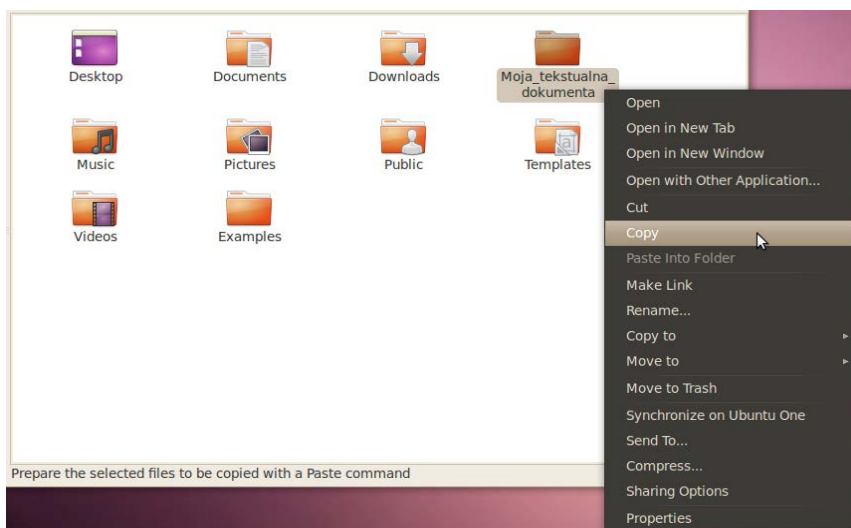 Desktop
Documents
Downloads
Moja_tekstualna_
dokumenta
Music
Pictures
Public
Templates
Videos
Examples
Open
Open in New Tab
Open in New Window
Open with Other Application...
Cut
Copy
Paste Into Folder
Make Link
Rename...
Copy to
Move to
Move to Trash
Synchronize on Ubuntu One
Send To...
Compress...
Sharing Options
Properties
Prepare the selected files to be copied with a Paste command